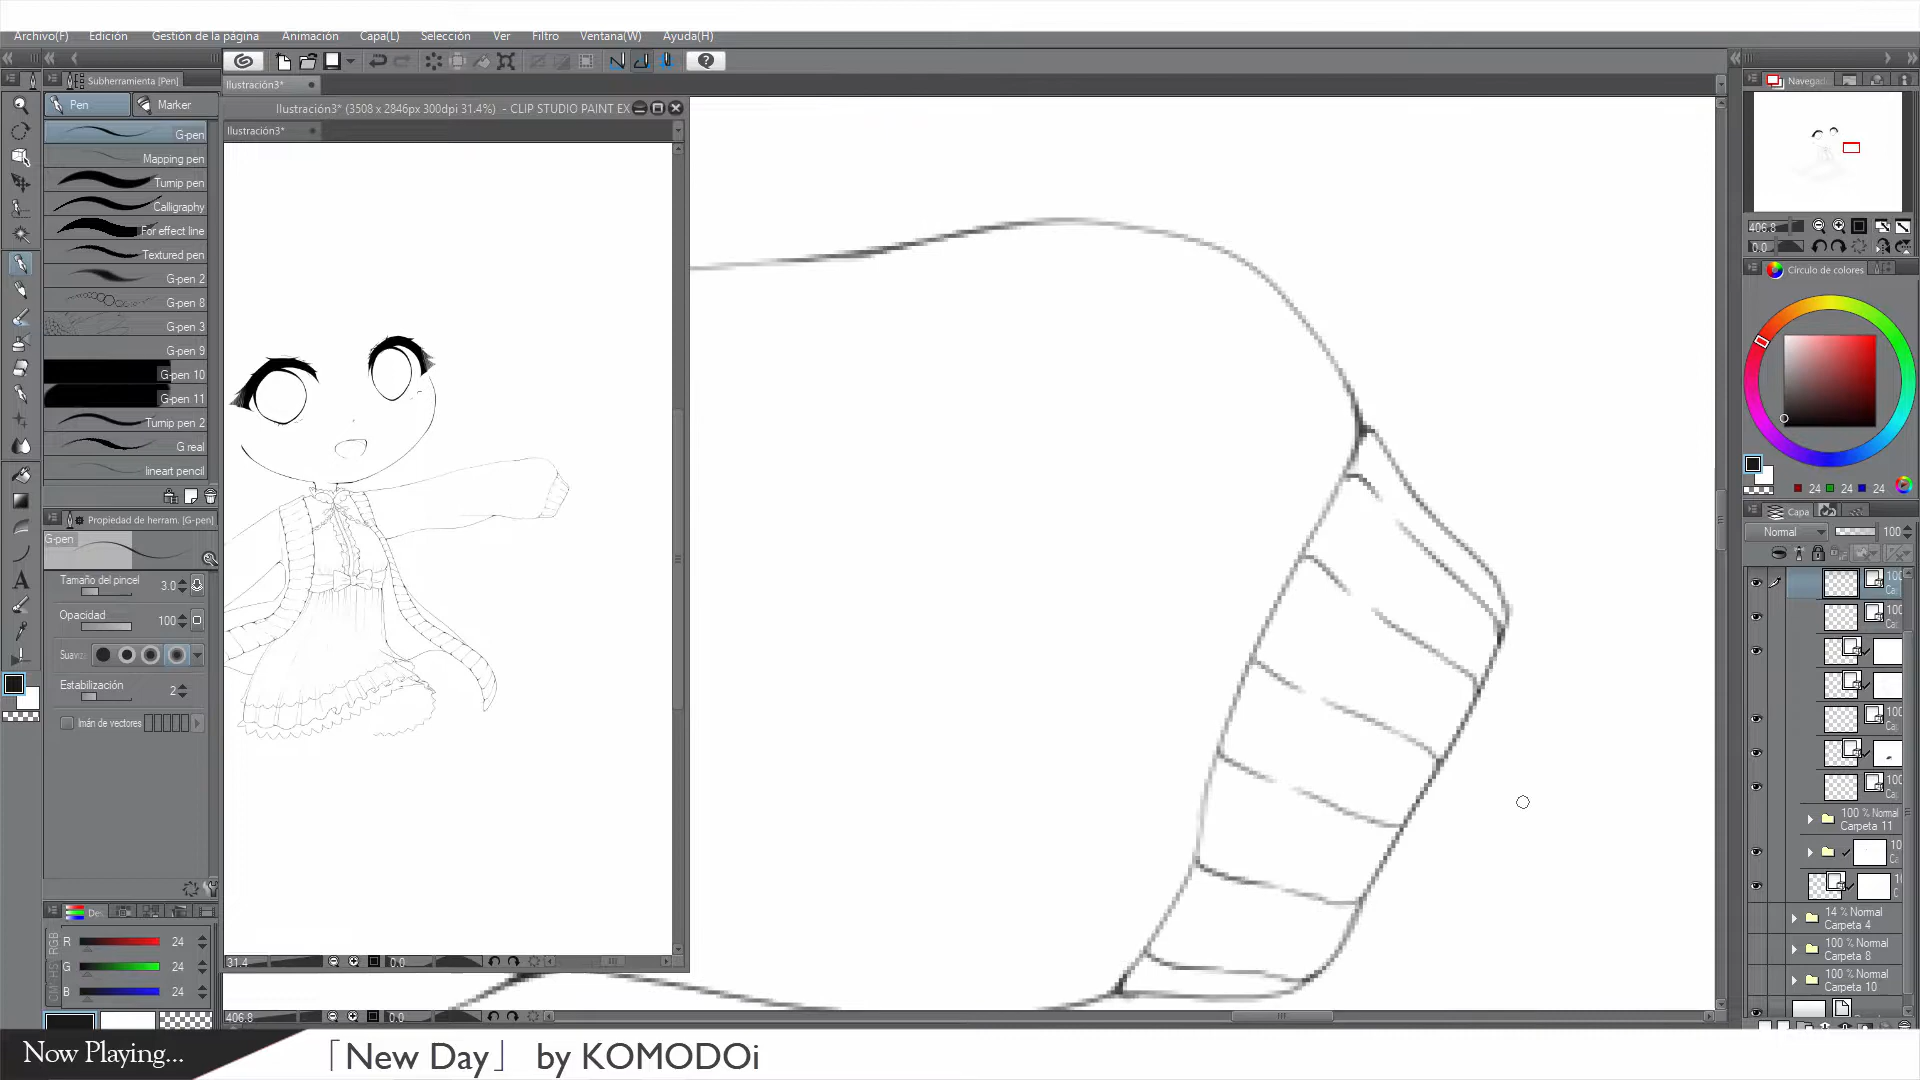 Archivo(F) Edición Gestión de la página Animación Capa(L) Selección Ver Filtro Ventana(W) Ayuda(H)
Subherramienta [Pen]
Pen Marker
G-pen
Mapping pen
Turnip pen
Calligraphy
For effect line
Textured pen
G-pen 2
G-pen 8
G-pen 3
G-pen 9
G-pen 10
G-pen 11
Turnip pen 2
G real
lineart pencil
Propiedad de herram. [G-pen]
G-pen
Tamaño del pincel 3.0
Opacidad 100
Suaviz
Estabilización 2
Imán de vectores
R 24
G 24
B 24
Ilustración3*
Ilustración3* (3508 x 2846px 300dpi 31.4%) - CLIP STUDIO PAINT EX
Ilustración3*
31.4 0.0
406.8 0.0
Navegad
406.8
0.0
Círculo de colores
24 24 24
Capa
Normal 100
100 % Normal
Carpeta 11
14 % Normal
Carpeta 4
100 % Normal
Carpeta 8
100 % Normal
Carpeta 10
Now Playing... 「New Day」 by KOMODOi